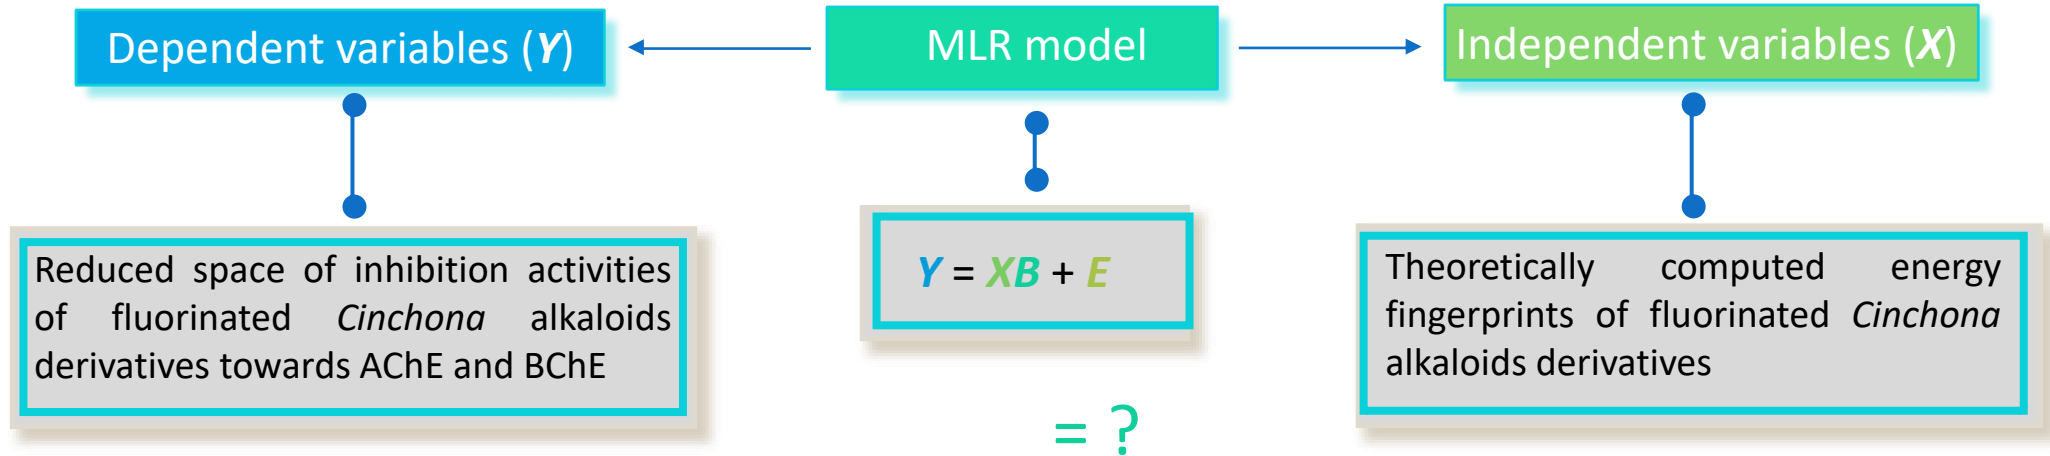 Dependent variables (Y)
MLR model
Independent variables (X)
Reduced space of inhibition activities
of fluorinated Cinchona alkaloids
derivatives towards AChE and BChE
Y = XB + E
Theoretically computed energy
fingerprints of fluorinated Cinchona
alkaloids derivatives
= ?